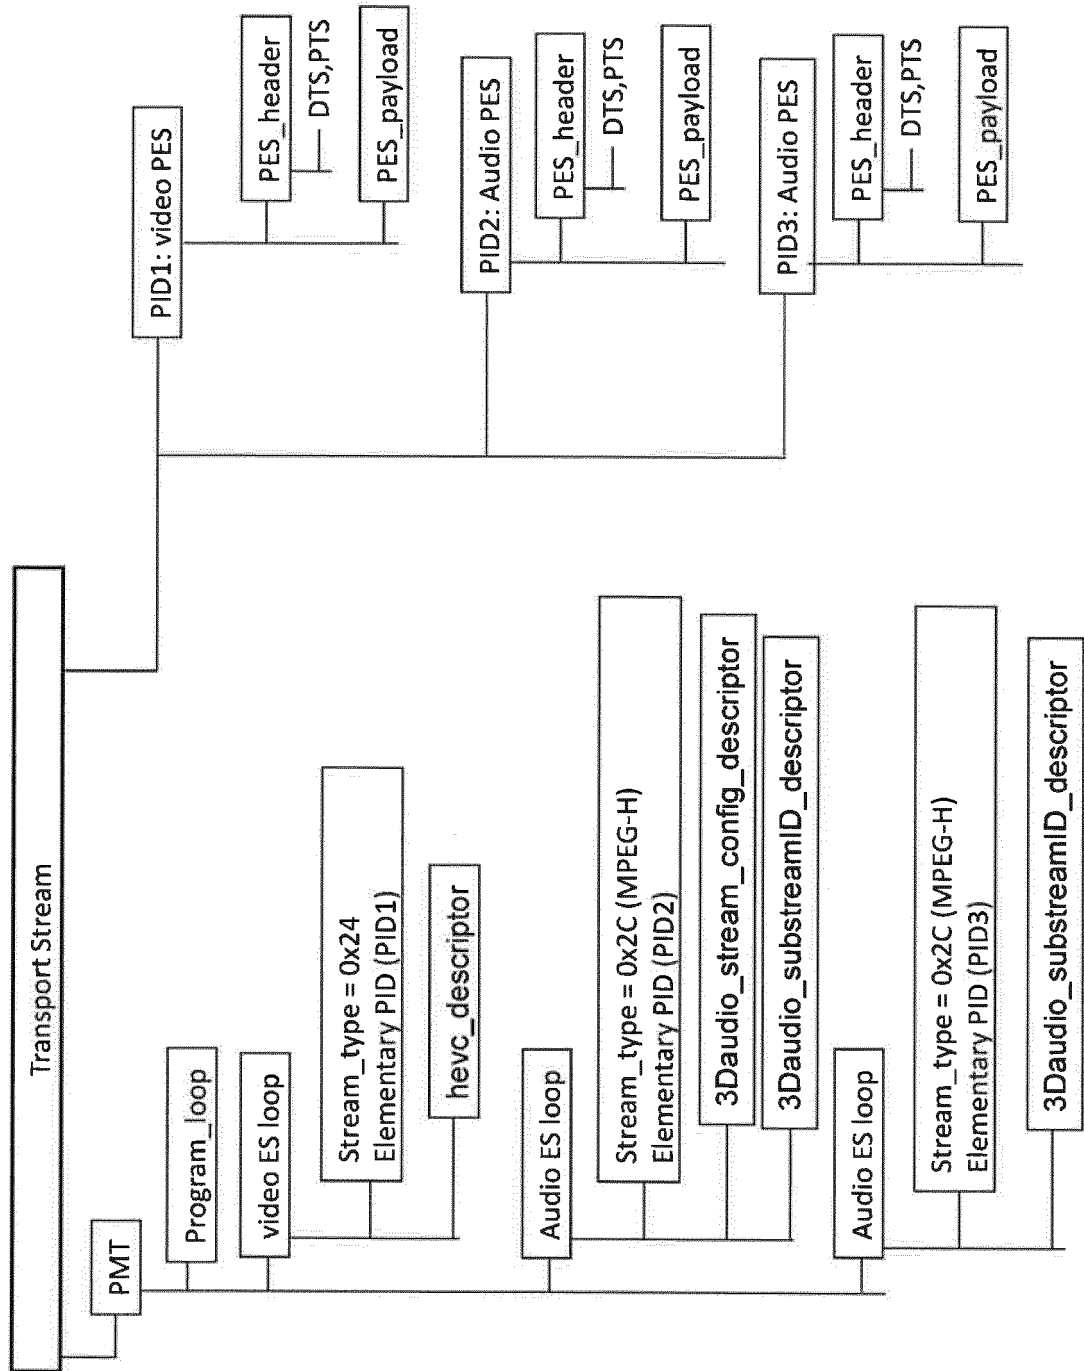 Transport Stream
PMT
Program_loop
video ES loop
Stream_type = 0x24
Elementary PID (PID1)
hevc_descriptor
Audio ES loop
Stream_type = 0x2C (MPEG-H)
Elementary PID (PID2)
3Daudio_stream_config_descriptor
3Daudio_substreamID_descriptor
Audio ES loop
Stream_type = 0x2C (MPEG-H)
Elementary PID (PID3)
3Daudio_substreamID_descriptor
PID1: video PES
PES_header
DTS,PTS
PES_payload
PID2: Audio PES
PES_header
DTS,PTS
PES_payload
PID3: Audio PES
PES_header
DTS,PTS
PES_payload